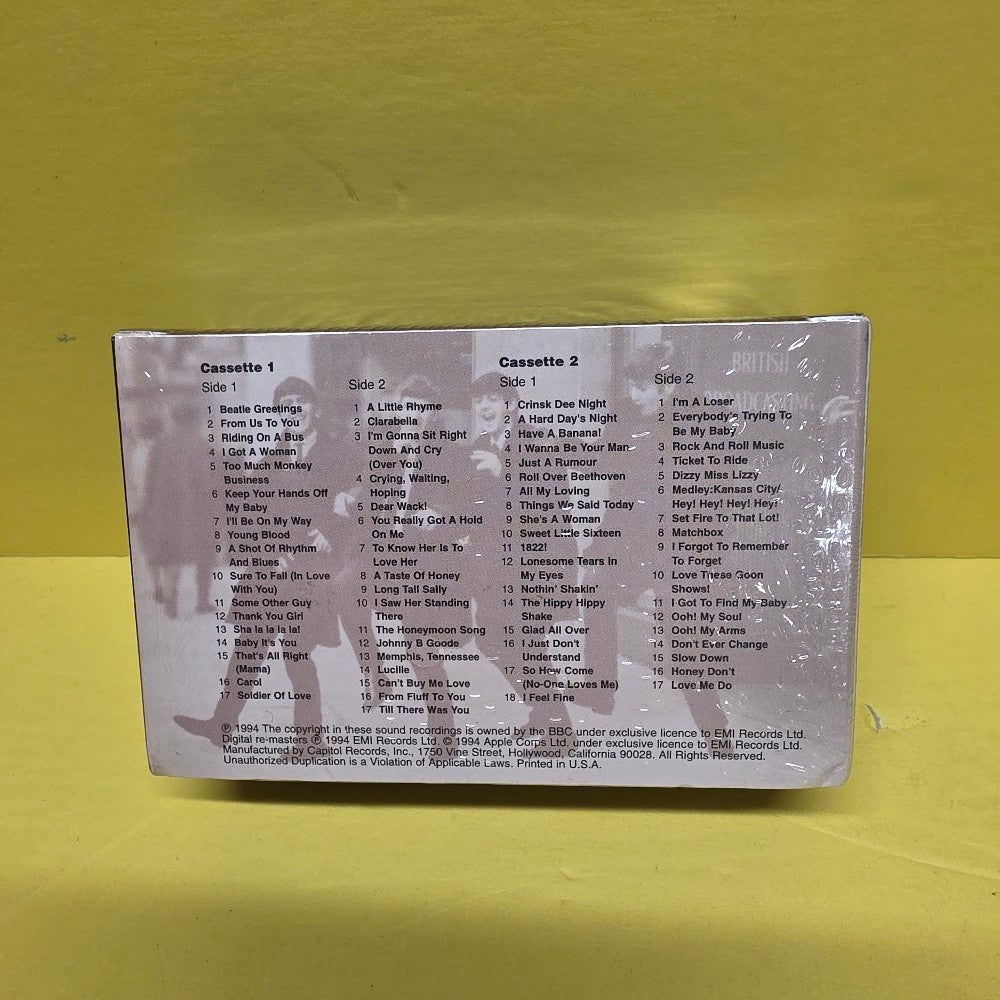 Cassette 1
Side 1
1 Beatle Greetings
2 From Us To You
3 Riding On A Bus
4 I Got A Woman
5 Too Much Monkey
Business
6 Keep Your Hands Off
My Baby
7 I'll Be On My Way
8 Young Blood
9 A Shot Of Rhythm
And Blues
10 Sure To Fall (In Love
With You)
11 Some Other Guy
12 Thank You Girl
13 Sha la la la la!
14 Baby It's You
15 That's All Right
(Mama)
16 Carol
17 Soldier Of Love
Side 2
1 A Little Rhyme
2 Clarabella
3 I'm Gonna Sit Right
Down And Cry
(Over You)
4 Crying, Waiting,
Hoping
5 Dear Wack!
6 You Really Got A Hold
On Me
7 To Know Her Is To
Love Her
8 A Taste Of Honey
9 Long Tall Sally
10 I Saw Her Standing
There
11 The Honeymoon Song
12 Johnny B Goode
13 Memphis, Tennessee
14 Lucille
15 Can't Buy Me Love
16 From Fluff To You
17 Till There Was You
Cassette 2
Side 1
1 Crinsk Dee Night
2 A Hard Day's Night
3 Have A Banana!
4 I Wanna Be Your Man
5 Just A Rumour
6 Roll Over Beethoven
7 All My Loving
8 Things We Said Today
9 She's A Woman
10 Sweet Little Sixteen
11 1822!
12 Lonesome Tears In
My Eyes
13 Nothin' Shakin'
14 The Hippy Hippy
Shake
15 Glad All Over
16 I Just Don't
Understand
17 So How Come
(No-One Loves Me)
18 I Feel Fine
Side 2
1 I'm A Loser
2 Everybody's Trying To
Be My Baby
3 Rock And Roll Music
4 Ticket To Ride
5 Dizzy Miss Lizzy
6 Medley:Kansas City/
Hey! Hey! Hey! Hey!
7 Set Fire To That Lot!
8 Matchbox
9 I Forgot To Remember
To Forget
10 Love These Goon
Shows!
11 I Got To Find My Baby
12 Ooh! My Soul
13 Ooh! My Arms
14 Don't Ever Change
15 Slow Down
16 Honey Don't
17 Love Me Do
BRITISH
℗ 1994 The copyright in these sound recordings is owned by the BBC under exclusive licence to EMI Records Ltd.
Digital re-masters ℗ 1994 EMI Records Ltd. © 1994 Apple Corps Ltd. under exclusive licence to EMI Records Ltd.
Manufactured by Capitol Records, Inc., 1750 Vine Street, Hollywood, California 90028. All Rights Reserved.
Unauthorized Duplication is a Violation of Applicable Laws. Printed in U.S.A.